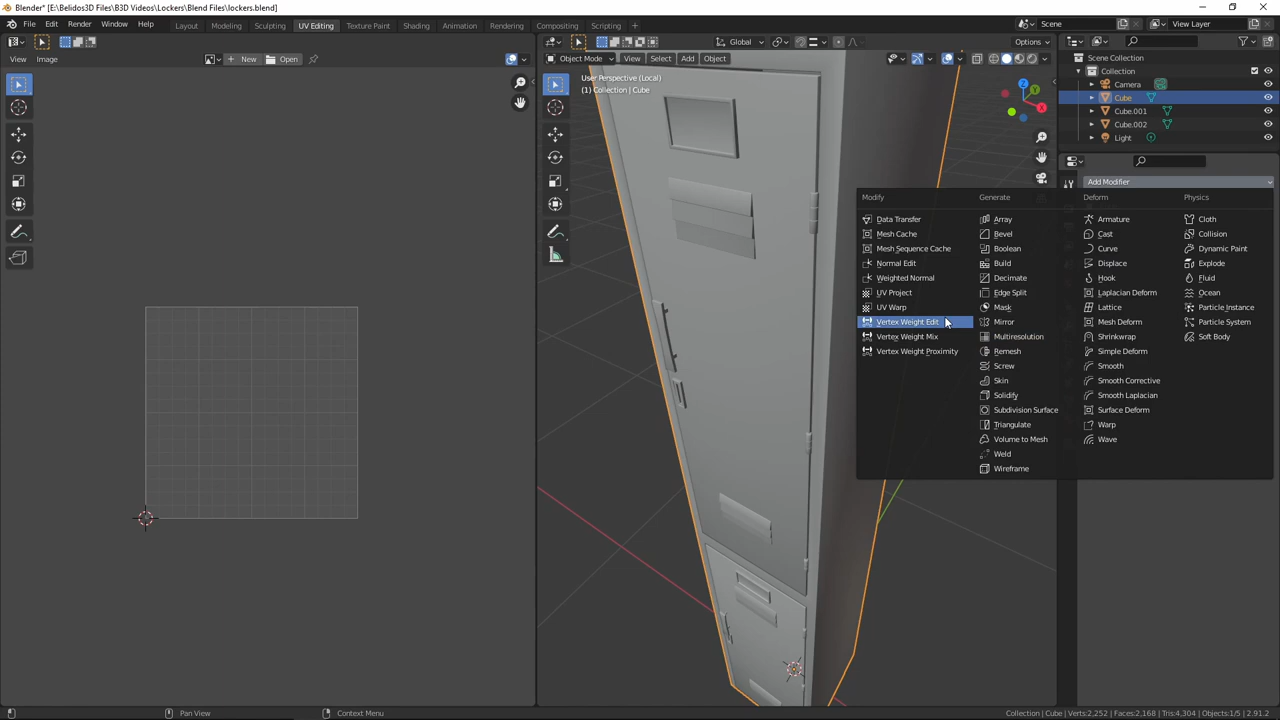 Blender* [E:\Belidos3D Files\B3D Videos\Lockers\Blend Files\lockers.blend]
File Edit Render Window Help Layout Modeling Sculpting UV Editing Texture Paint Shading Animation Rendering Compositing Scripting + Scene View Layer
View Image + New Open Global Options
Object Mode View Select Add Object
User Perspective (Local)
(1) Collection | Cube
Scene Collection
Collection
Camera
Cube
Cube.001
Cube.002
Light
Add Modifier
Modify Generate Deform Physics
Data Transfer Array Armature Cloth
Mesh Cache Bevel Cast Collision
Mesh Sequence Cache Boolean Curve Dynamic Paint
Normal Edit Build Displace Explode
Weighted Normal Decimate Hook Fluid
UV Project Edge Split Laplacian Deform Ocean
UV Warp Mask Lattice Particle Instance
Vertex Weight Edit Mirror Mesh Deform Particle System
Vertex Weight Mix Multiresolution Shrinkwrap Soft Body
Vertex Weight Proximity Remesh Simple Deform
Screw Smooth
Skin Smooth Corrective
Solidify Smooth Laplacian
Subdivision Surface Surface Deform
Triangulate Warp
Volume to Mesh Wave
Weld
Wireframe
Pan View Context Menu Collection | Cube | Verts:2,252 | Faces:2,168 | Tris:4,304 | Objects:1/5 | 2.91.2